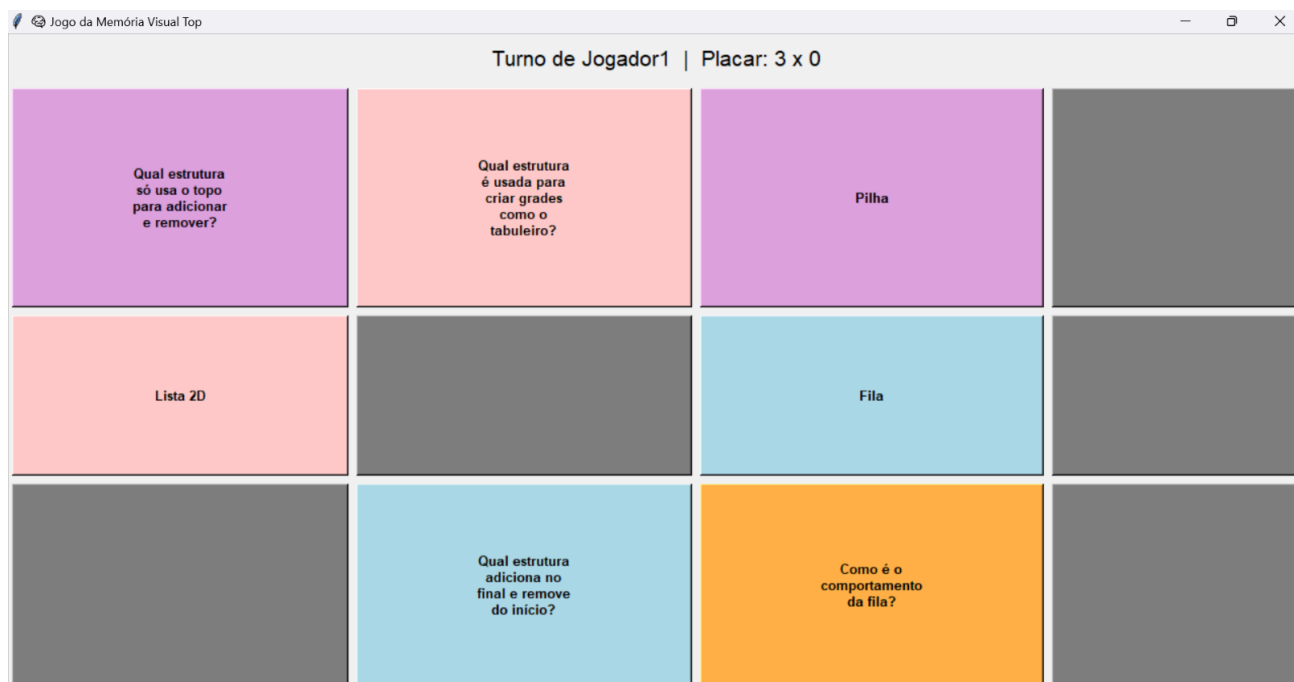 Jogo da Memória Visual Top
Turno de Jogador1 | Placar: 3 x 0
Qual estrutura
só usa o topo
para adicionar
e remover?
Qual estrutura
é usada para
criar grades
como o
tabuleiro?
Pilha
Lista 2D
Fila
Qual estrutura
adiciona no
final e remove
do início?
Como é o
comportamento
da fila?